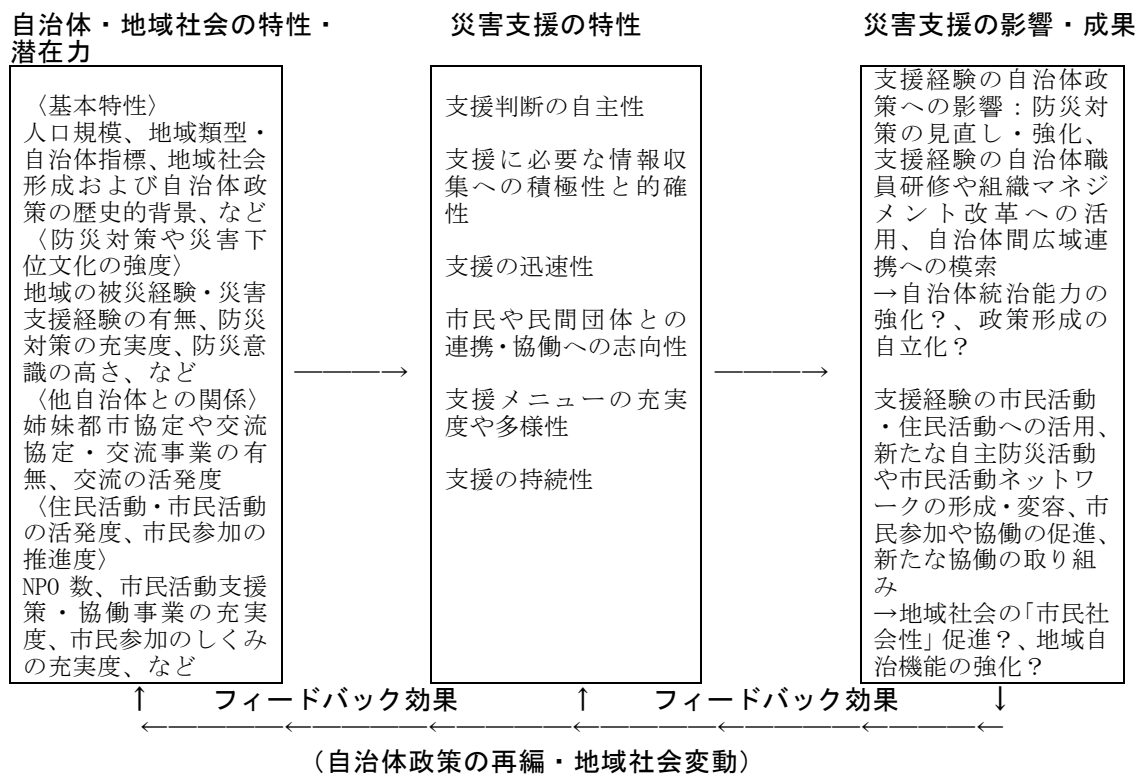 自治体・地域社会の特性・
潜在力
〈基本特性〉
人口規模、地域類型・
自治体指標、地域社会
形成および自治体政
策の歴史的背景、など
〈防災対策や災害下
位文化の強度〉
地域の被災経験・災害
支援経験の有無、防災
対策の充実度、防災意
識の高さ、など
〈他自治体との関係〉
姉妹都市協定や交流
協定・交流事業の有
無、交流の活発度
〈住民活動・市民活動
の活発度、市民参加の
推進度〉
NPO 数、市民活動支援
策・協働事業の充実
度、市民参加のしくみ
の充実度、など
————→
災害支援の特性
支援判断の自主性
支援に必要な情報収
集への積極性と的確
性
支援の迅速性
市民や民間団体との
連携・協働への志向性
支援メニューの充実
度や多様性
支援の持続性
————→
災害支援の影響・成果
支援経験の自治体政
策への影響：防災対
策の見直し・強化、
支援経験の自治体職
員研修や組織マネジ
メント改革への活
用、自治体間広域連
携への模索
→自治体統治能力の
強化？、政策形成の
自立化？
支援経験の市民活動
・住民活動への活用、
新たな自主防災活動
や市民活動ネットワ
ークの形成・変容、市
民参加や協働の促進、
新たな協働の取り組
み
→地域社会の「市民社
会性」促進？、地域自
治機能の強化？
↑ フィードバック効果 ↑ フィードバック効果 ↓
←————←————←————←————←————←
（自治体政策の再編・地域社会変動）